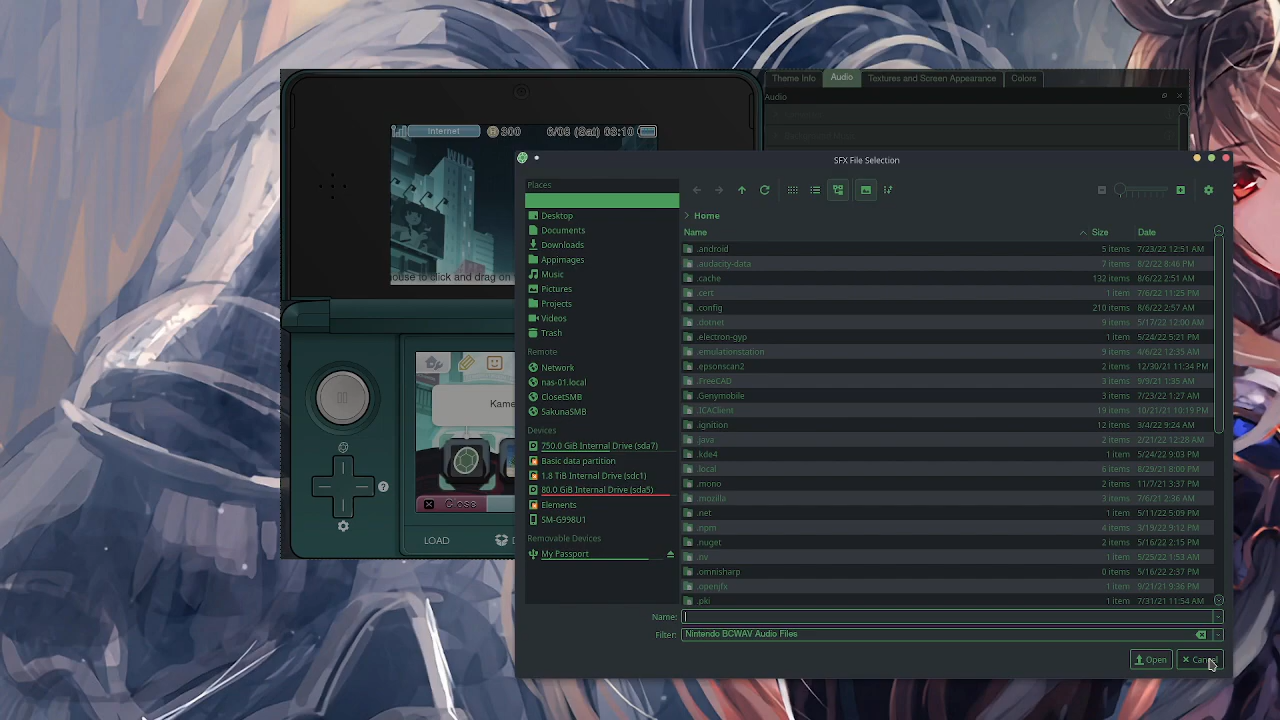 Theme Info Audio Textures and Screen Appearance Colors
Audio
Internet 300 6/08 (Sat) 08:10
WILD
ouse to click and drag on
Kame
Close
LOAD
SFX File Selection
Places
Desktop
Documents
Downloads
Appimages
Music
Pictures
Projects
Videos
Trash
Remote
Network
nas-01.local
ClosetSMB
SakunaSMB
Devices
750.0 GiB Internal Drive (sda7)
Basic data partition
1.8 TiB Internal Drive (sdc1)
80.0 GiB Internal Drive (sda5)
Elements
SM-G998U1
Removable Devices
My Passport
Home
Name Size Date
.android 5 items 7/23/22 12:51 AM
.audacity-data 7 items 8/2/22 8:46 PM
.cache 132 items 8/6/22 2:51 AM
.cert 1 item 7/6/22 11:25 PM
.config 210 items 8/6/22 2:57 AM
.dotnet 9 items 5/17/22 12:00 AM
.electron-gyp 1 item 5/24/22 5:21 PM
.emulationstation 9 items 4/6/22 12:35 AM
.epsonscan2 2 items 12/30/21 11:34 PM
.FreeCAD 3 items 9/9/21 1:35 AM
.Genymobile 3 items 7/23/22 1:27 AM
.ICAClient 19 items 10/21/21 10:19 PM
.ignition 12 items 3/4/22 9:24 AM
.java 2 items 2/21/22 12:28 AM
.kde4 1 item 5/24/22 9:03 PM
.local 6 items 8/29/21 8:00 PM
.mono 2 items 11/7/21 3:37 PM
.mozilla 3 items 7/6/21 2:36 AM
.net 1 item 5/11/22 5:09 PM
.npm 4 items 3/19/22 9:12 PM
.nuget 2 items 5/16/22 2:15 PM
.nv 1 item 5/25/22 1:53 AM
.omnisharp 0 items 5/16/22 2:37 PM
.openjfx 1 item 9/21/21 9:36 PM
.pki 1 item 7/31/21 11:54 AM
Name:
Filter: Nintendo BCWAV Audio Files
Open Cancel